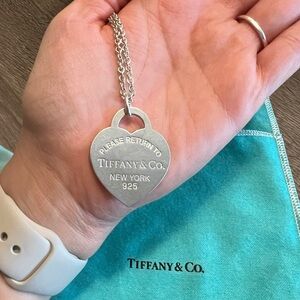 PLEASE RETURN TO
TIFFANY & CO.
NEW YORK
925
TIFFANY & CO.